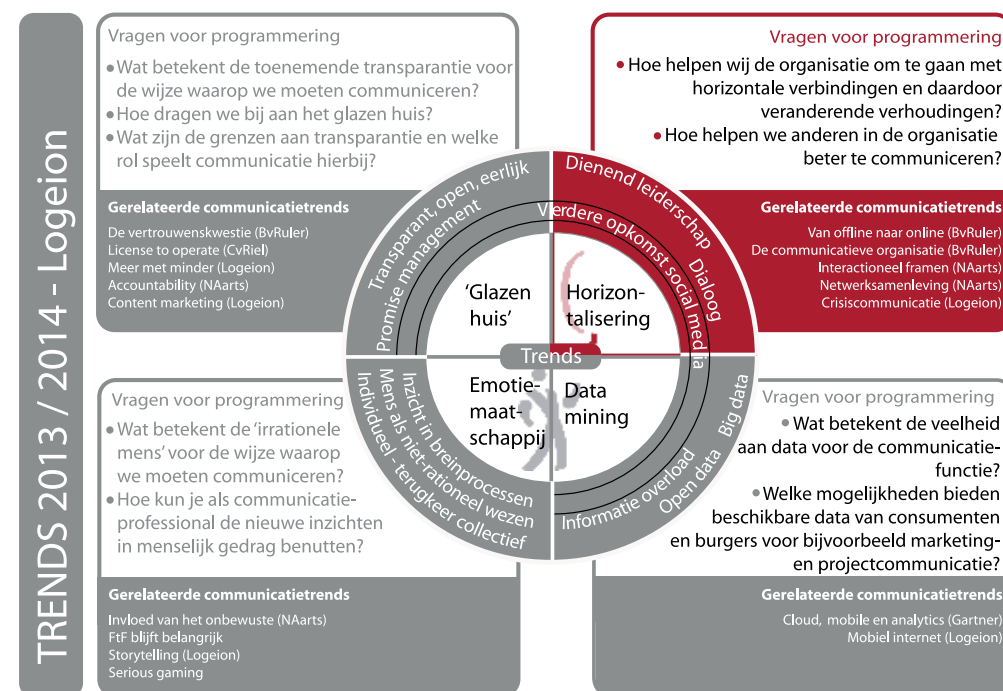 TRENDS 2013 / 2014 - Logeion
Vragen voor programmering
• Wat betekent de toenemende transparantie voor
de wijze waarop we moeten communiceren?
• Hoe dragen we bij aan het glazen huis?
• Wat zijn de grenzen aan transparantie en welke
rol speelt communicatie hierbij?
Gerelateerde communicatietrends
De vertrouwenskwestie (BvRuler)
License to operate (CvRiel)
Meer met minder (Logeion)
Accountability (NAarts)
Content marketing (Logeion)
Vragen voor programmering
• Hoe helpen wij de organisatie om te gaan met
horizontale verbindingen en daardoor
veranderende verhoudingen?
• Hoe helpen we anderen in de organisatie
beter te communiceren?
Gerelateerde communicatietrends
Van offline naar online (BvRuler)
De communicatieve organisatie (BvRuler)
Interactioneel framen (NAarts)
Netwerksamenleving (NAarts)
Crisiscommunicatie (Logeion)
Transparant, open, eerlijk
Promise management
Dienend leiderschap
Dialoog
Verdere opkomst social media
'Glazen
huis'
Horizon-
talisering
Trends
Emotie-
maat-
schappij
Data
mining
Inzicht in breinprocessen
Mens als niet-rationeel wezen
Individueel - terugkeer collectief
Informatie overload
Open data
Big data
Vragen voor programmering
• Wat betekent de 'irrationele
mens' voor de wijze waarop
we moeten communiceren?
• Hoe kun je als communicatie-
professional de nieuwe inzichten
in menselijk gedrag benutten?
Gerelateerde communicatietrends
Invloed van het onbewuste (NAarts)
FtF blijft belangrijk
Storytelling (Logeion)
Serious gaming
Vragen voor programmering
• Wat betekent de veelheid
aan data voor de communicatie-
functie?
• Welke mogelijkheden bieden
beschikbare data van consumenten
en burgers voor bijvoorbeeld marketing-
en projectcommunicatie?
Gerelateerde communicatietrends
Cloud, mobile en analytics (Gartner)
Mobiel internet (Logeion)